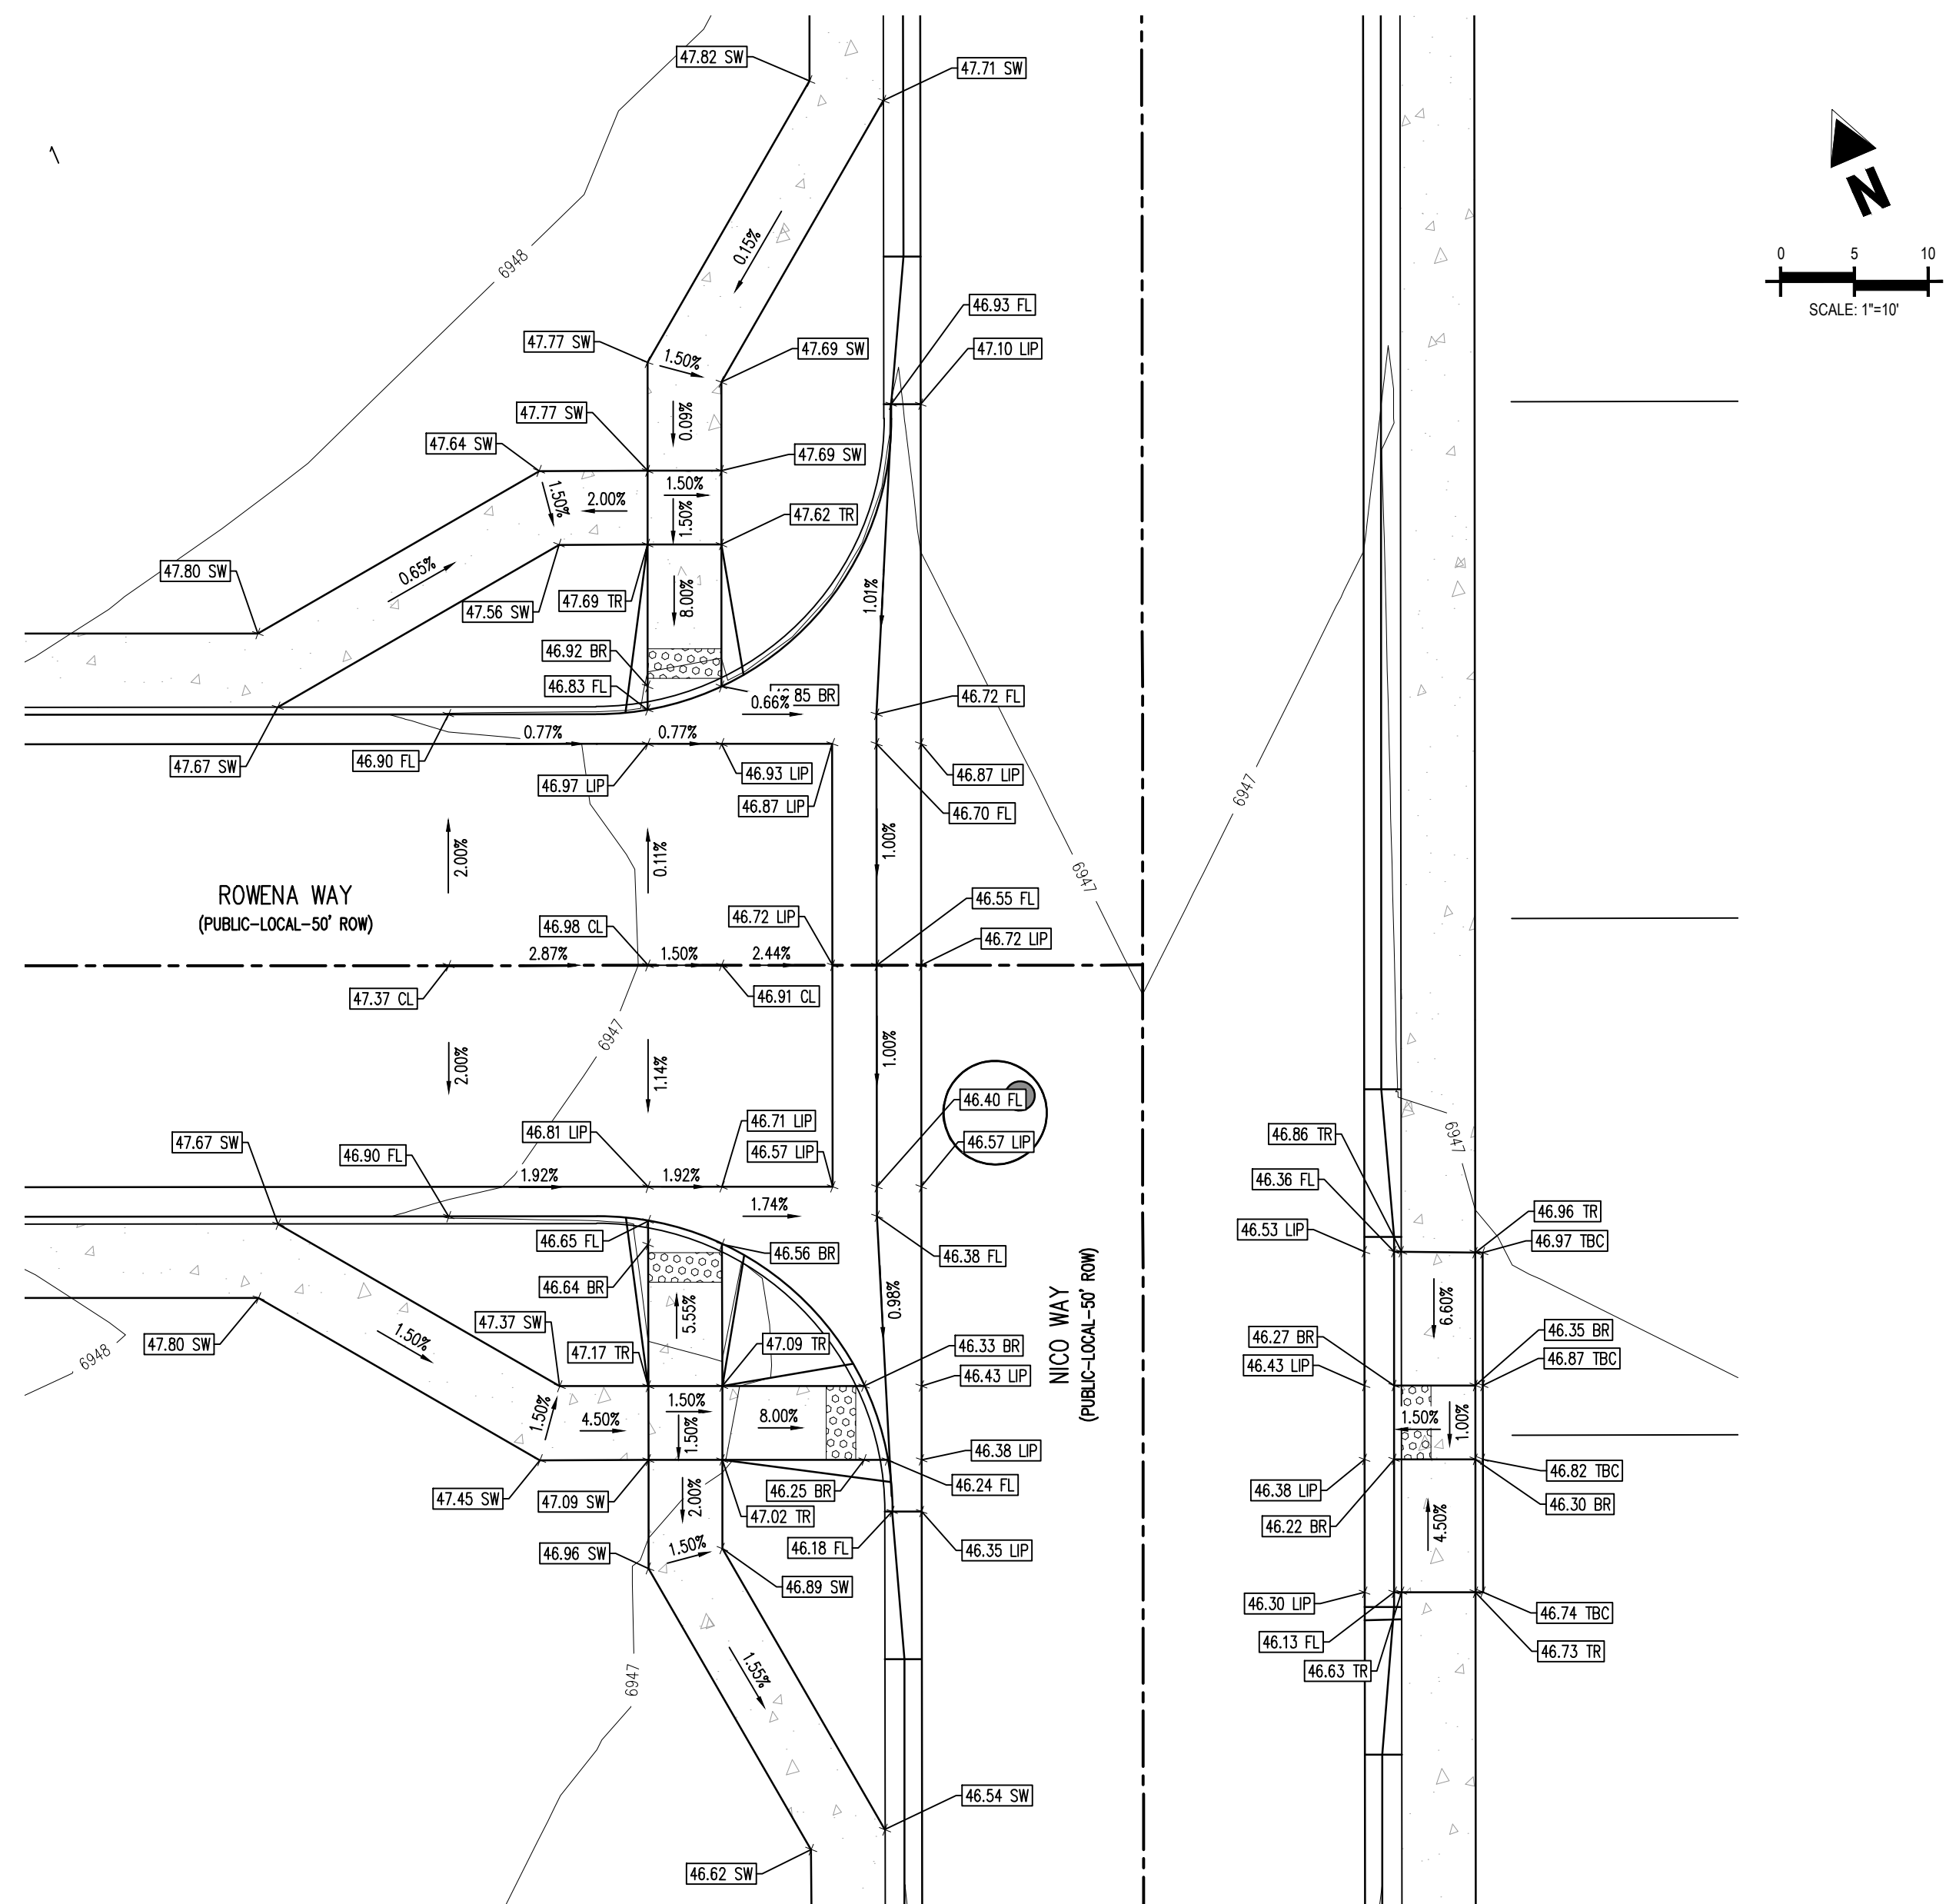 47.82 SW
47.71 SW
N
0 5 10
SCALE: 1"=10'
6948
0.15%
46.93 FL
47.10 LIP
47.77 SW
1.50%
47.69 SW
47.77 SW
0.09%
47.64 SW
47.69 SW
1.50%
1.50%
2.00%
1.50%
47.62 TR
47.80 SW
0.65%
47.56 SW
47.69 TR
8.00%
1.01%
46.92 BR
46.83 FL
85 BR
0.66%
46.72 FL
47.67 SW
46.90 FL
0.77%
0.77%
46.97 LIP
46.93 LIP
46.87 LIP
46.87 LIP
46.70 FL
6947
6947
2.00%
0.11%
1.00%
ROWENA WAY
(PUBLIC-LOCAL-50' ROW)
46.98 CL
46.72 LIP
46.55 FL
46.72 LIP
2.87%
1.50%
2.44%
47.37 CL
46.91 CL
6947
2.00%
1.14%
1.00%
46.40 FL
47.67 SW
46.90 FL
46.81 LIP
46.71 LIP
46.57 LIP
46.57 LIP
1.92%
1.92%
1.74%
46.86 TR
6947
46.36 FL
46.53 LIP
46.96 TR
46.97 TBC
46.65 FL
46.56 BR
46.38 FL
46.64 BR
NICO WAY
(PUBLIC-LOCAL-50' ROW)
0.98%
5.55%
6.60%
6948
47.80 SW
1.50%
47.37 SW
47.17 TR
47.09 TR
46.33 BR
46.43 LIP
46.27 BR
46.43 LIP
46.35 BR
46.87 TBC
1.50%
4.50%
1.50%
1.50%
8.00%
1.50%
1.00%
46.38 LIP
46.24 FL
46.25 BR
47.45 SW
47.09 SW
2.00%
47.02 TR
46.38 LIP
46.22 BR
46.82 TBC
46.30 BR
4.50%
46.96 SW
1.50%
46.18 FL
46.35 LIP
46.89 SW
46.30 LIP
46.13 FL
46.63 TR
46.74 TBC
46.73 TR
6947
1.55%
46.54 SW
46.62 SW